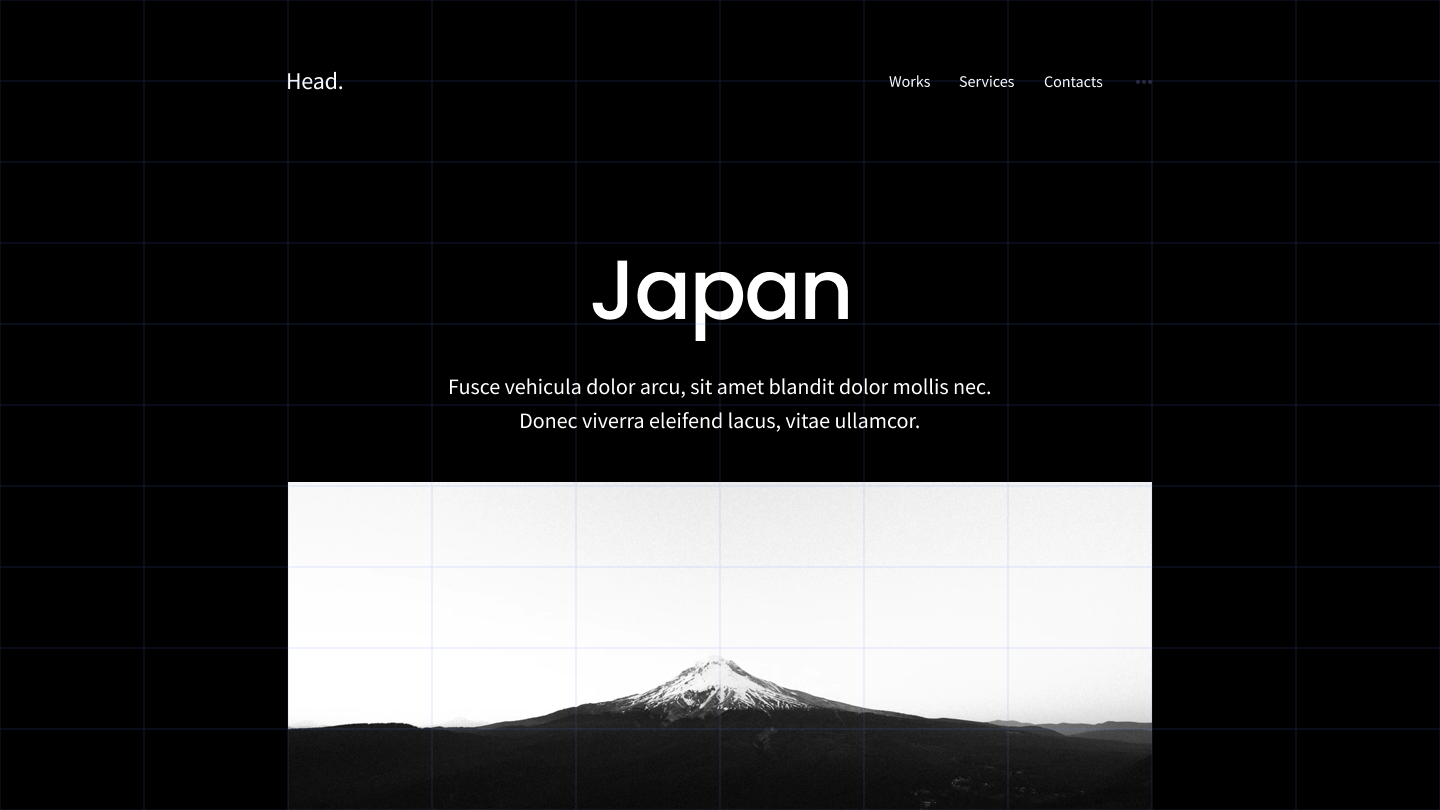 Head.
Works Services Contacts
Japan
Fusce vehicula dolor arcu, sit amet blandit dolor mollis nec.
Donec viverra eleifend lacus, vitae ullamcor.